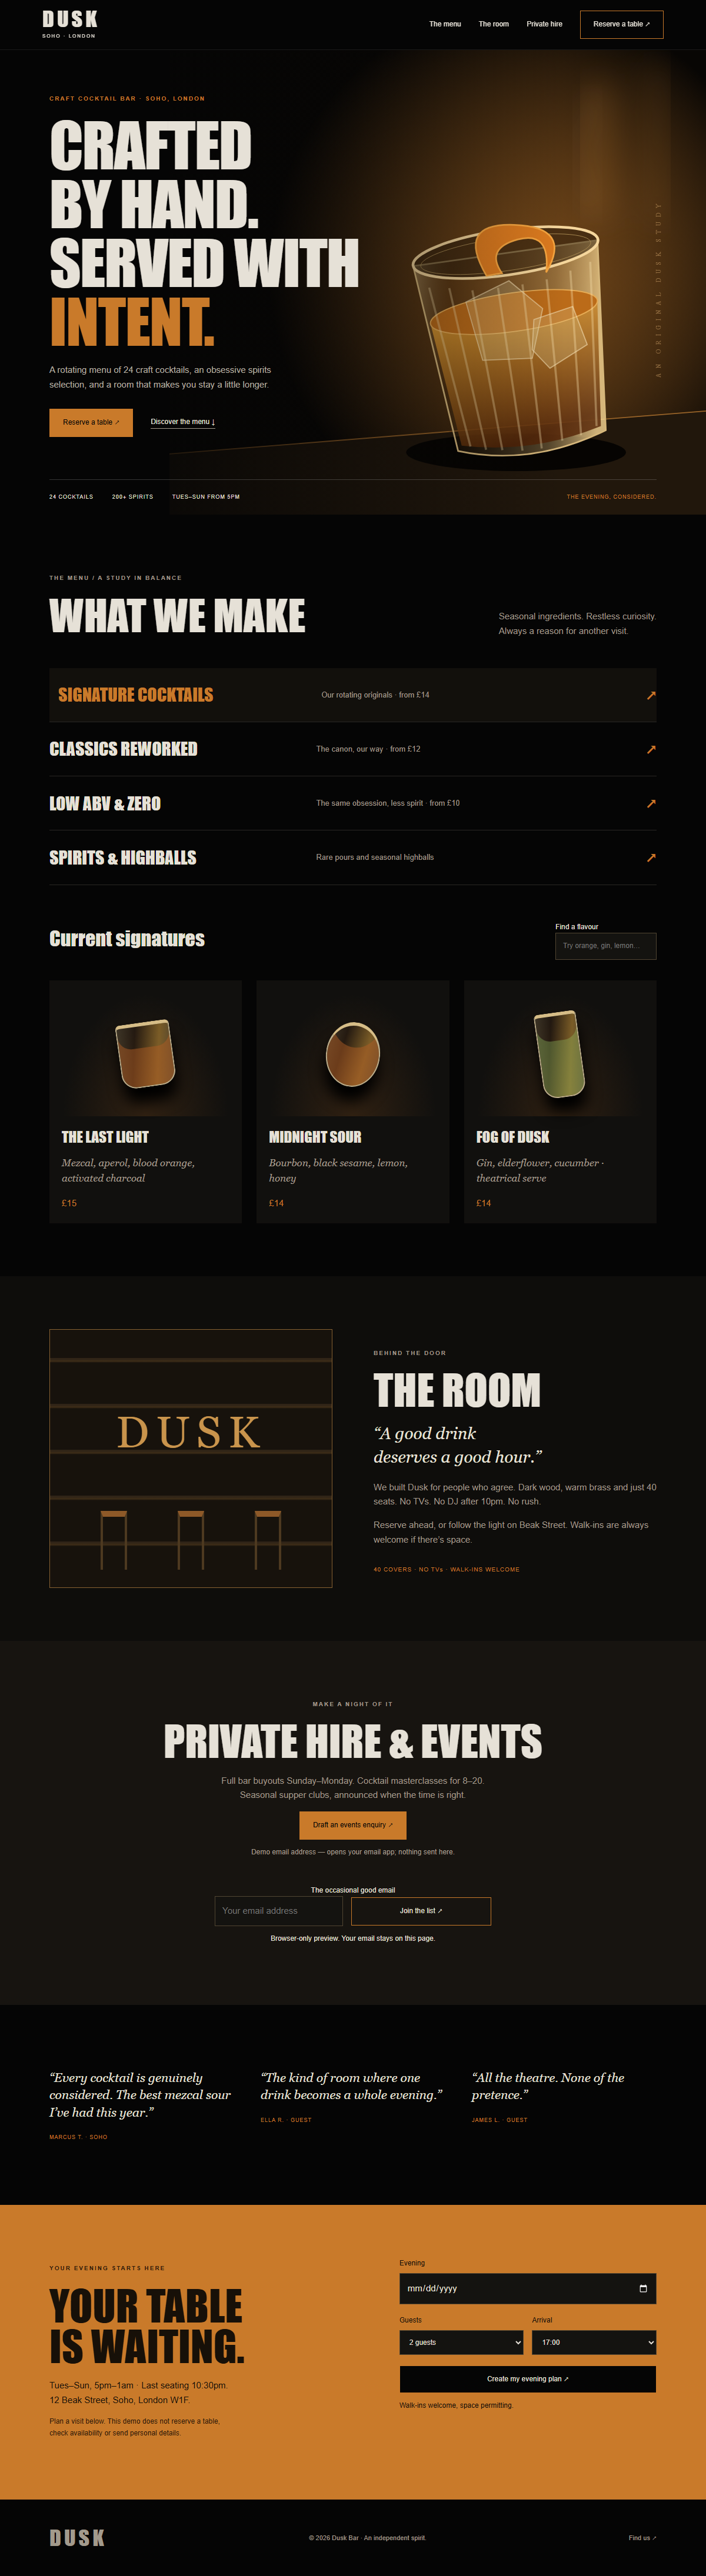 DUSK
SOHO · LONDON
The menu
The room
Private hire
Reserve a table ↗
CRAFT COCKTAIL BAR · SOHO, LONDON
CRAFTED
BY HAND.
SERVED WITH
INTENT.
A rotating menu of 24 craft cocktails, an obsessive spirits
selection, and a room that makes you stay a little longer.
Reserve a table ↗
Discover the menu ↓
AN ORIGINAL DUSK STUDY
24 COCKTAILS
200+ SPIRITS
TUES–SUN FROM 5PM
THE EVENING, CONSIDERED.
THE MENU / A STUDY IN BALANCE
WHAT WE MAKE
Seasonal ingredients. Restless curiosity.
Always a reason for another visit.
SIGNATURE COCKTAILS
Our rotating originals · from £14
↗
CLASSICS REWORKED
The canon, our way · from £12
↗
LOW ABV & ZERO
The same obsession, less spirit · from £10
↗
SPIRITS & HIGHBALLS
Rare pours and seasonal highballs
↗
Current signatures
Find a flavour
Try orange, gin, lemon…
THE LAST LIGHT
Mezcal, aperol, blood orange,
activated charcoal
£15
MIDNIGHT SOUR
Bourbon, black sesame, lemon,
honey
£14
FOG OF DUSK
Gin, elderflower, cucumber ·
theatrical serve
£14
DUSK
BEHIND THE DOOR
THE ROOM
“A good drink
deserves a good hour.”
We built Dusk for people who agree. Dark wood, warm brass and just 40
seats. No TVs. No DJ after 10pm. No rush.
Reserve ahead, or follow the light on Beak Street. Walk-ins are always
welcome if there’s space.
40 COVERS · NO TVs · WALK-INS WELCOME
MAKE A NIGHT OF IT
PRIVATE HIRE & EVENTS
Full bar buyouts Sunday–Monday. Cocktail masterclasses for 8–20.
Seasonal supper clubs, announced when the time is right.
Draft an events enquiry ↗
Demo email address — opens your email app; nothing sent here.
The occasional good email
Your email address
Join the list ↗
Browser-only preview. Your email stays on this page.
“Every cocktail is genuinely
considered. The best mezcal sour
I’ve had this year.”
MARCUS T. · SOHO
“The kind of room where one
drink becomes a whole evening.”
ELLA R. · GUEST
“All the theatre. None of the
pretence.”
JAMES L. · GUEST
YOUR EVENING STARTS HERE
YOUR TABLE
IS WAITING.
Tues–Sun, 5pm–1am · Last seating 10:30pm.
12 Beak Street, Soho, London W1F.
Plan a visit below. This demo does not reserve a table,
check availability or send personal details.
Evening
mm/dd/yyyy
Guests
Arrival
2 guests
17:00
Create my evening plan ↗
Walk-ins welcome, space permitting.
DUSK
© 2026 Dusk Bar · An independent spirit.
Find us ↗